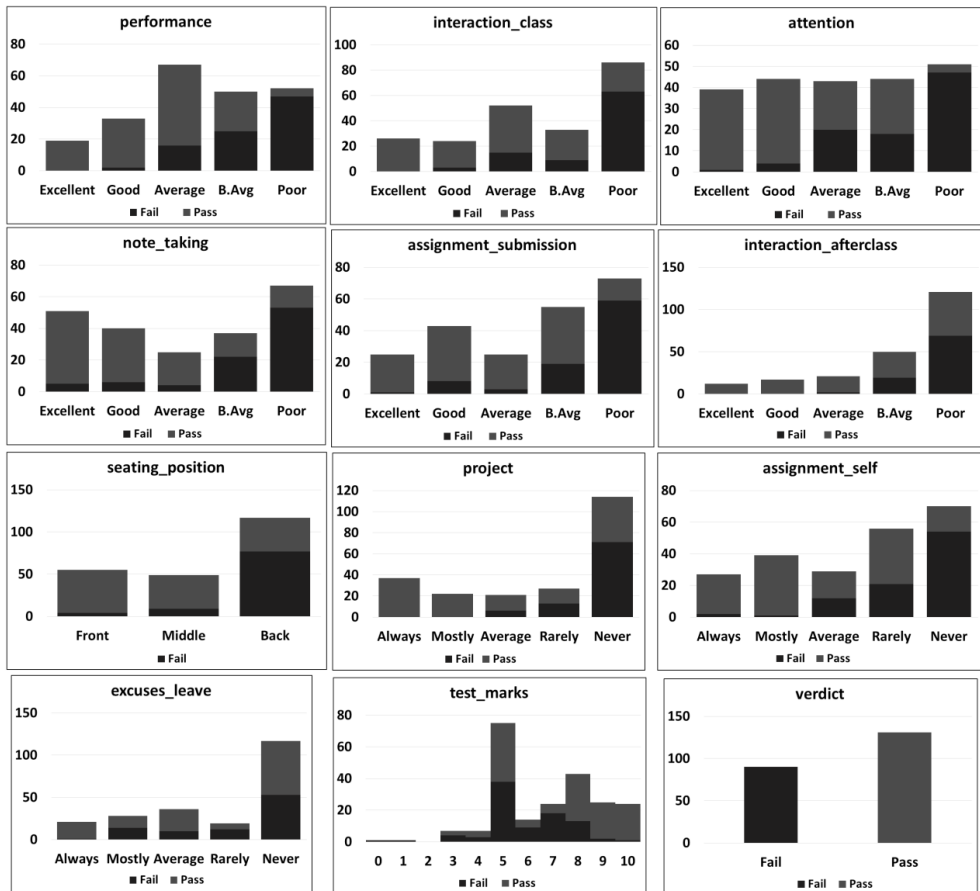 performance
80
60
40
20
0
Excellent Good Average B.Avg Poor
Fail Pass
interaction_class
100
80
60
40
20
0
Excellent Good Average B.Avg Poor
Fail Pass
attention
60
50
40
30
20
10
0
Excellent Good Average B.Avg Poor
Fail Pass
note_taking
80
60
40
20
0
Excellent Good Average B.Avg Poor
Fail Pass
assignment_submission
80
60
40
20
0
Excellent Good Average B.Avg Poor
Fail Pass
interaction_afterclass
150
100
50
0
Excellent Good Average B.Avg Poor
Fail Pass
seating_position
150
100
50
0
Front Middle Back
Fail
project
120
100
80
60
40
20
0
Always Mostly Average Rarely Never
Fail Pass
assignment_self
80
60
40
20
0
Always Mostly Average Rarely Never
Fail Pass
excuses_leave
150
100
50
0
Always Mostly Average Rarely Never
Fail Pass
test_marks
80
60
40
20
0
0 1 2 3 4 5 6 7 8 9 10
Fail Pass
verdict
150
100
50
0
Fail Pass
Fail Pass